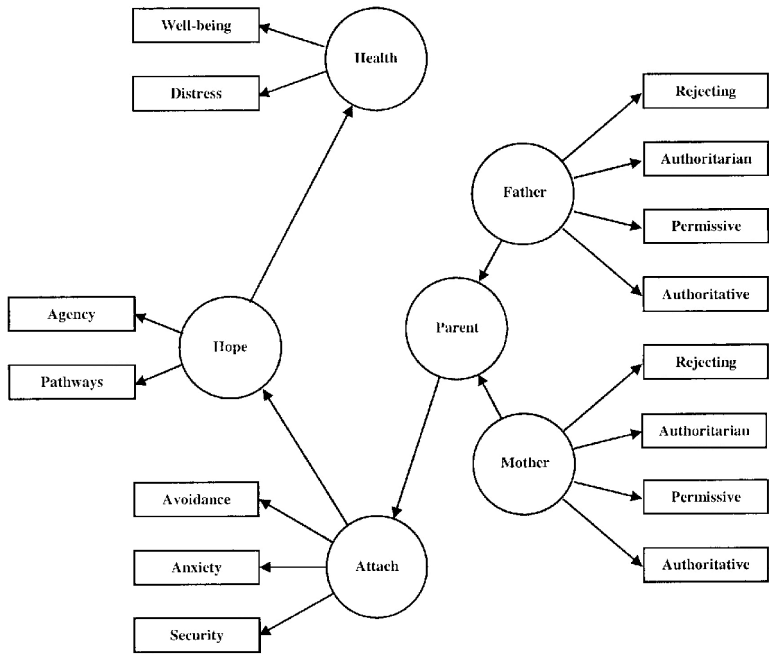 Well-being
Health
Distress
Rejecting
Authoritarian
Father
Permissive
Authoritative
Agency
Hope
Pathways
Parent
Rejecting
Authoritarian
Mother
Permissive
Authoritative
Avoidance
Anxiety
Attach
Security